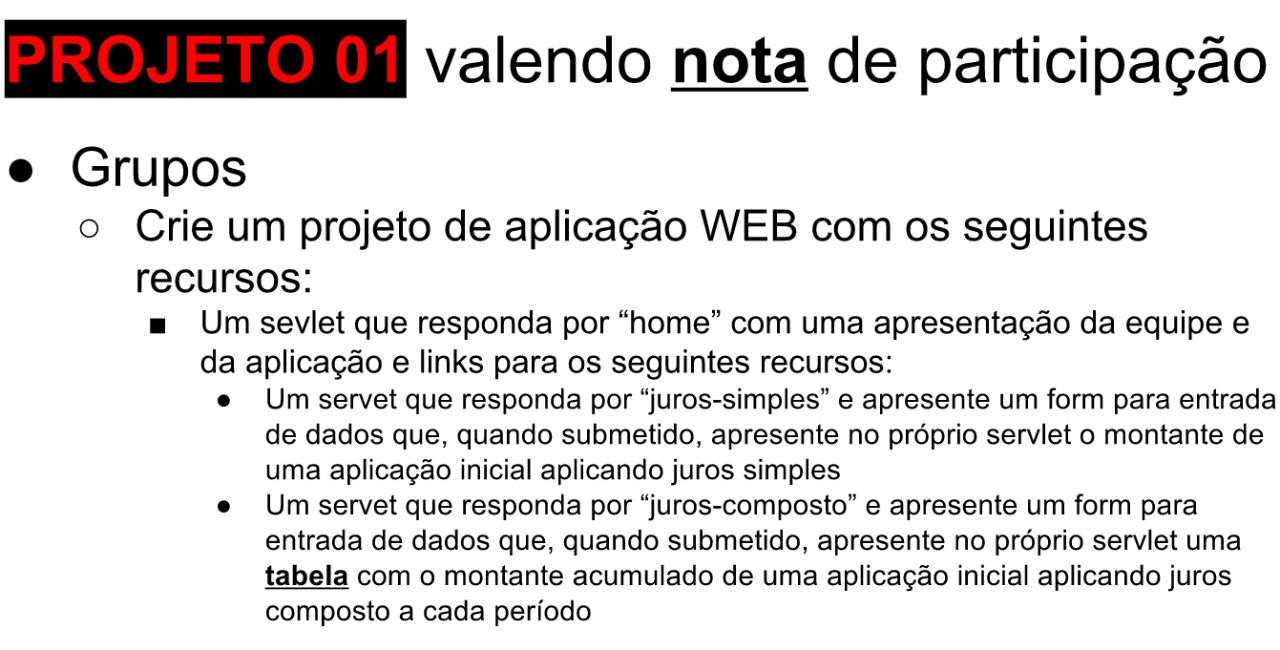 PROJETO 01 valendo nota de participação
● Grupos
○ Crie um projeto de aplicação WEB com os seguintes
recursos:
■ Um sevlet que responda por “home” com uma apresentação da equipe e
da aplicação e links para os seguintes recursos:
● Um servet que responda por “juros-simples” e apresente um form para entrada
de dados que, quando submetido, apresente no próprio servlet o montante de
uma aplicação inicial aplicando juros simples
● Um servet que responda por “juros-composto” e apresente um form para
entrada de dados que, quando submetido, apresente no próprio servlet uma
tabela com o montante acumulado de uma aplicação inicial aplicando juros
composto a cada período